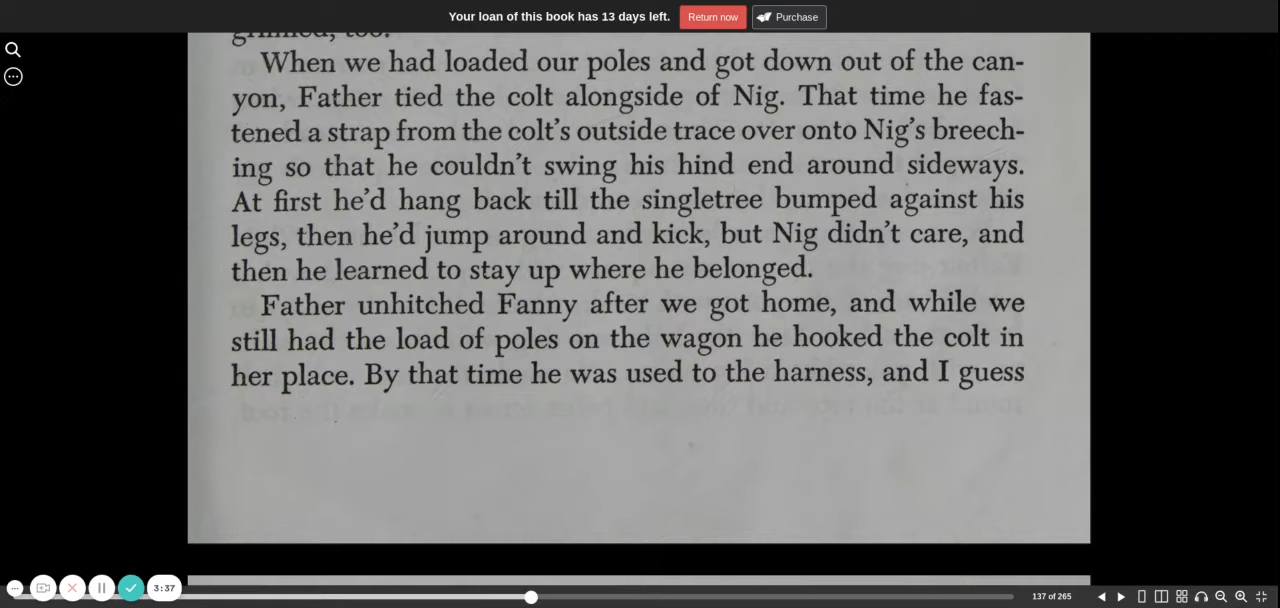 Your loan of this book has 13 days left. Return now Purchase
grinned, too.
When we had loaded our poles and got down out of the can-
yon, Father tied the colt alongside of Nig. That time he fas-
tened a strap from the colt's outside trace over onto Nig's breech-
ing so that he couldn't swing his hind end around sideways.
At first he'd hang back till the singletree bumped against his
legs, then he'd jump around and kick, but Nig didn't care, and
then he learned to stay up where he belonged.
Father unhitched Fanny after we got home, and while we
still had the load of poles on the wagon he hooked the colt in
her place. By that time he was used to the harness, and I guess
3:37
137 of 265